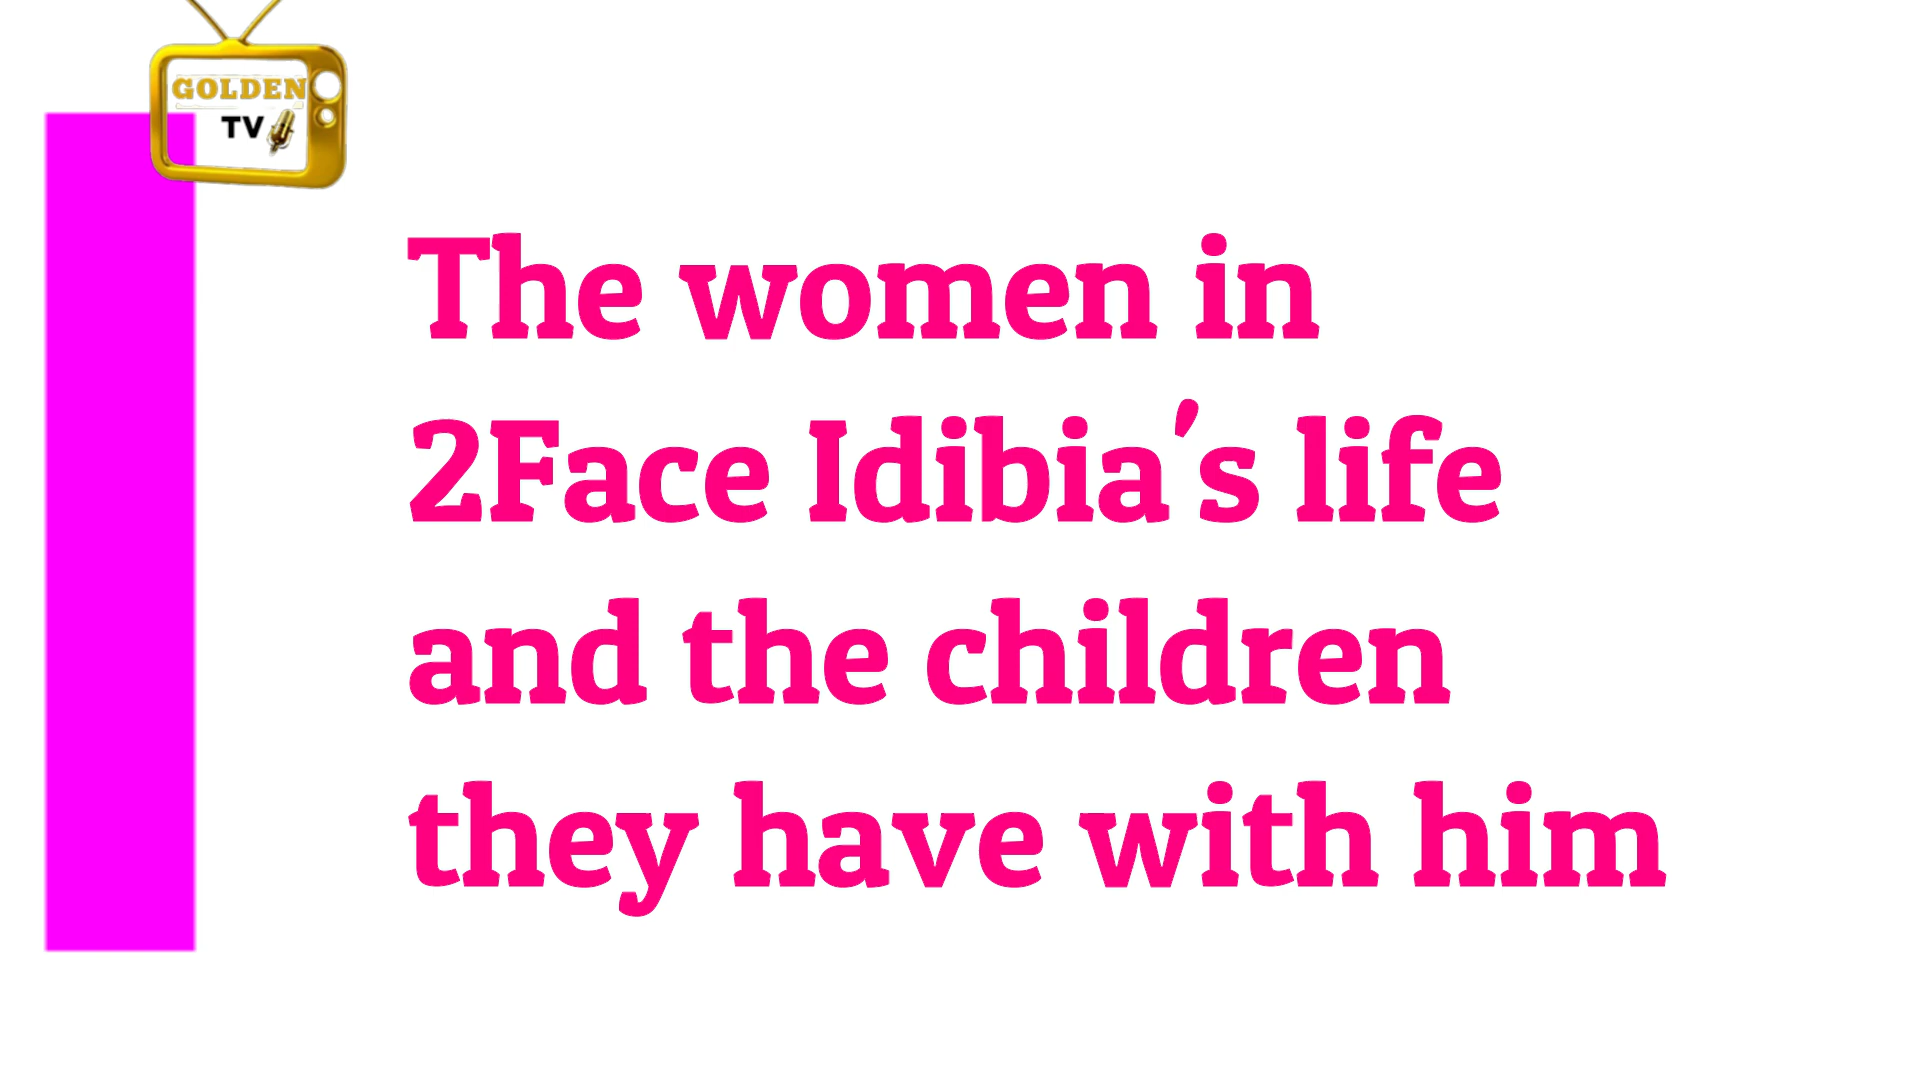 GOLDEN
TV
The women in
2Face Idibia's life
and the children
they have with him